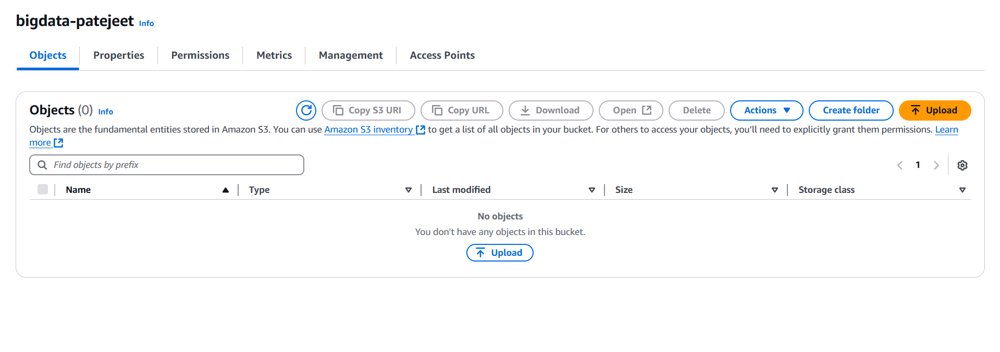 bigdata-patejeet Info
Objects Properties Permissions Metrics Management Access Points
Objects (0) Info Copy S3 URI Copy URL Download Open Delete Actions Create folder Upload
Objects are the fundamental entities stored in Amazon S3. You can use Amazon S3 inventory to get a list of all objects in your bucket. For others to access your objects, you’ll need to explicitly grant them permissions. Learn
more
Find objects by prefix 1
Name Type Last modified Size Storage class
No objects
You don't have any objects in this bucket.
Upload